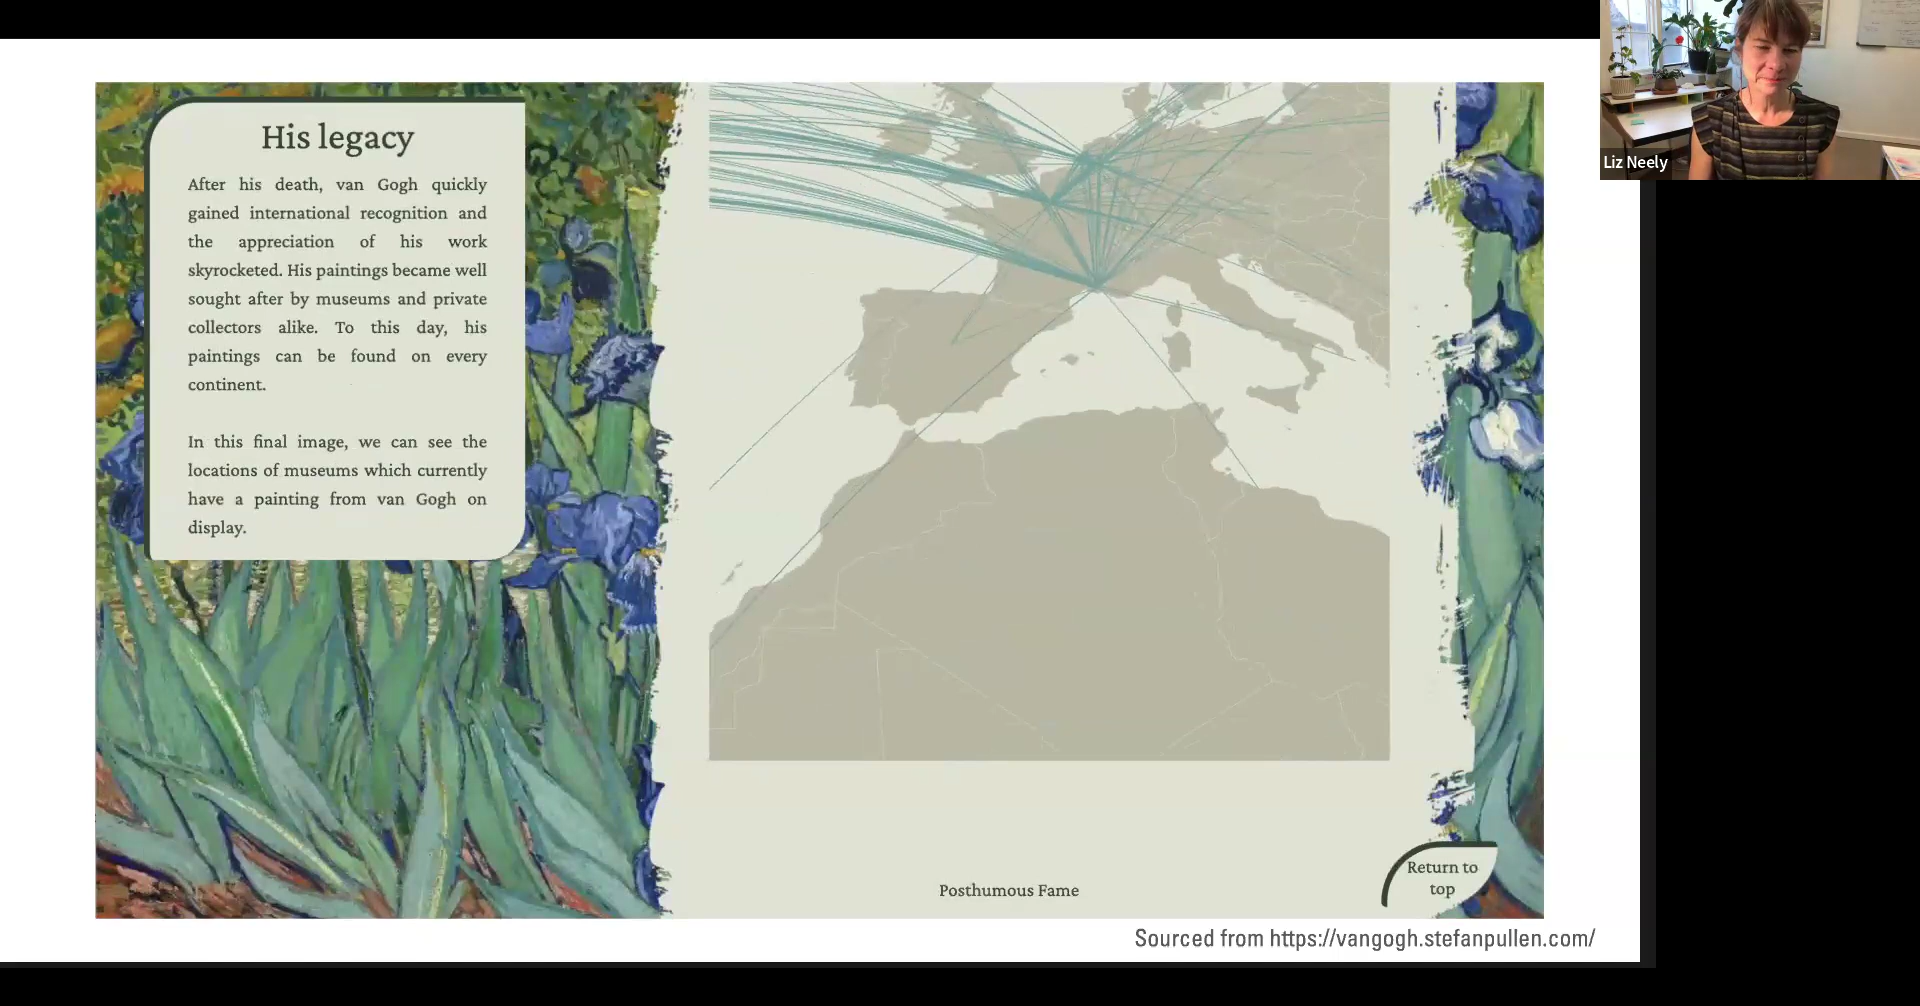 His legacy
After his death, van Gogh quickly
gained international recognition and
the appreciation of his work
skyrocketed. His paintings became well
sought after by museums and private
collectors alike. To this day, his
paintings can be found on every
continent.
In this final image, we can see the
locations of museums which currently
have a painting from van Gogh on
display.
Posthumous Fame
Return to
top
Sourced from https://vangogh.stefanpullen.com/
Liz Neely